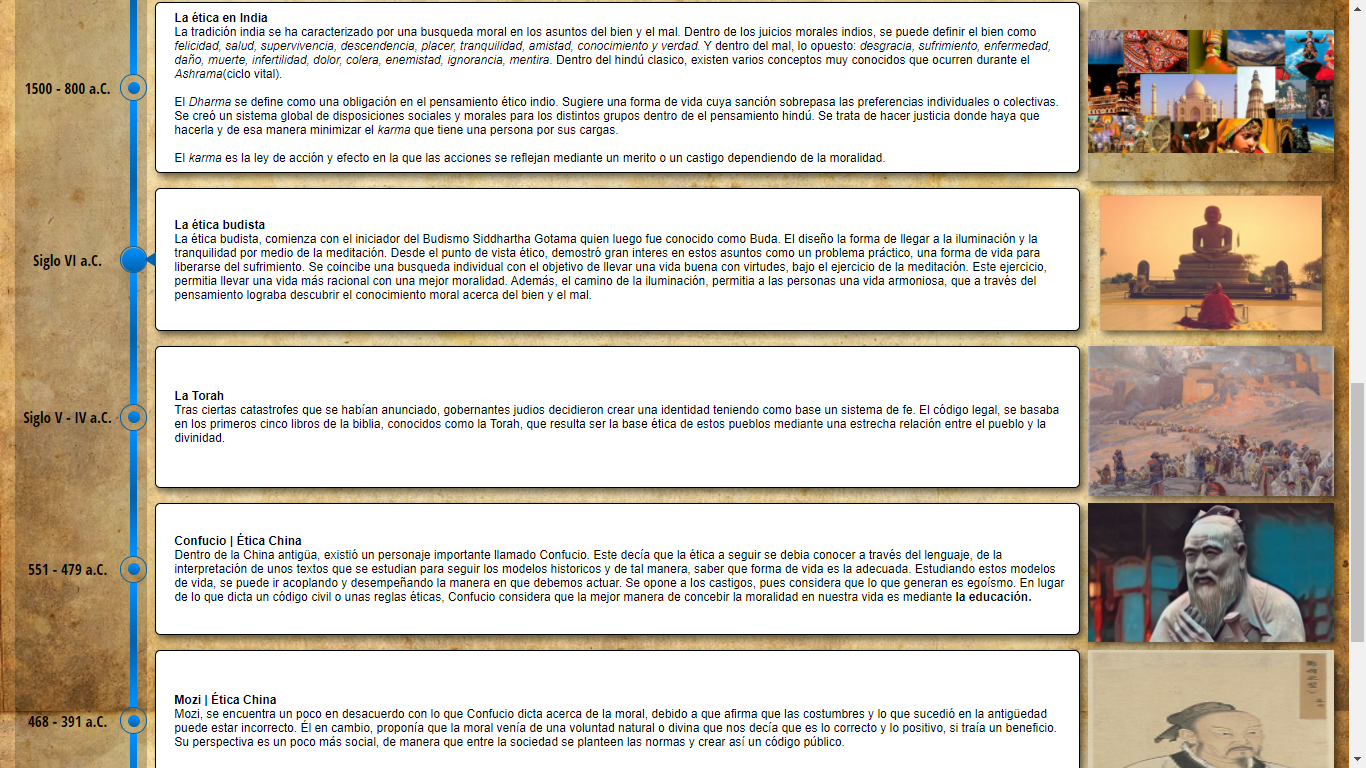 1500 - 800 a.C.
La ética en India
La tradición india se ha caracterizado por una busqueda moral en los asuntos del bien y el mal. Dentro de los juicios morales indios, se puede definir el bien como
felicidad, salud, supervivencia, descendencia, placer, tranquilidad, amistad, conocimiento y verdad. Y dentro del mal, lo opuesto: desgracia, sufrimiento, enfermedad,
daño, muerte, infertilidad, dolor, colera, enemistad, ignorancia, mentira. Dentro del hindú clasico, existen varios conceptos muy conocidos que ocurren durante el
Ashrama(ciclo vital).
El Dharma se define como una obligación en el pensamiento ético indio. Sugiere una forma de vida cuya sanción sobrepasa las preferencias individuales o colectivas.
Se creó un sistema global de disposiciones sociales y morales para los distintos grupos dentro de el pensamiento hindú. Se trata de hacer justicia donde haya que
hacerla y de esa manera minimizar el karma que tiene una persona por sus cargas.
El karma es la ley de acción y efecto en la que las acciones se reflejan mediante un merito o un castigo dependiendo de la moralidad.
Siglo VI a.C.
La ética budista
La ética budista, comienza con el iniciador del Budismo Siddhartha Gotama quien luego fue conocido como Buda. El diseño la forma de llegar a la iluminación y la
tranquilidad por medio de la meditación. Desde el punto de vista ético, demostró gran interes en estos asuntos como un problema práctico, una forma de vida para
liberarse del sufrimiento. Se coincibe una busqueda individual con el objetivo de llevar una vida buena con virtudes, bajo el ejercicio de la meditación. Este ejercicio,
permitia llevar una vida más racional con una mejor moralidad. Además, el camino de la iluminación, permitia a las personas una vida armoniosa, que a través del
pensamiento lograba descubrir el conocimiento moral acerca del bien y el mal.
Siglo V - IV a.C.
La Torah
Tras ciertas catastrofes que se habían anunciado, gobernantes judios decidieron crear una identidad teniendo como base un sistema de fe. El código legal, se basaba
en los primeros cinco libros de la biblia, conocidos como la Torah, que resulta ser la base ética de estos pueblos mediante una estrecha relación entre el pueblo y la
divinidad.
551 - 479 a.C.
Confucio | Ética China
Dentro de la China antigüa, existió un personaje importante llamado Confucio. Este decía que la ética a seguir se debia conocer a través del lenguaje, de la
interpretación de unos textos que se estudian para seguir los modelos historicos y de tal manera, saber que forma de vida es la adecuada. Estudiando estos modelos
de vida, se puede ir acoplando y desempeñando la manera en que debemos actuar. Se opone a los castigos, pues considera que lo que generan es egoísmo. En lugar
de lo que dicta un código civil o unas reglas éticas, Confucio considera que la mejor manera de concebir la moralidad en nuestra vida es mediante la educación.
468 - 391 a.C.
Mozi | Ética China
Mozi, se encuentra un poco en desacuerdo con lo que Confucio dicta acerca de la moral, debido a que afirma que las costumbres y lo que sucedió en la antigüedad
puede estar incorrecto. Él en cambio, proponía que la moral venía de una voluntad natural o divina que nos decía que es lo correcto y lo positivo, si traía un beneficio.
Su perspectiva es un poco más social, de manera que entre la sociedad se planteen las normas y crear así un código público.